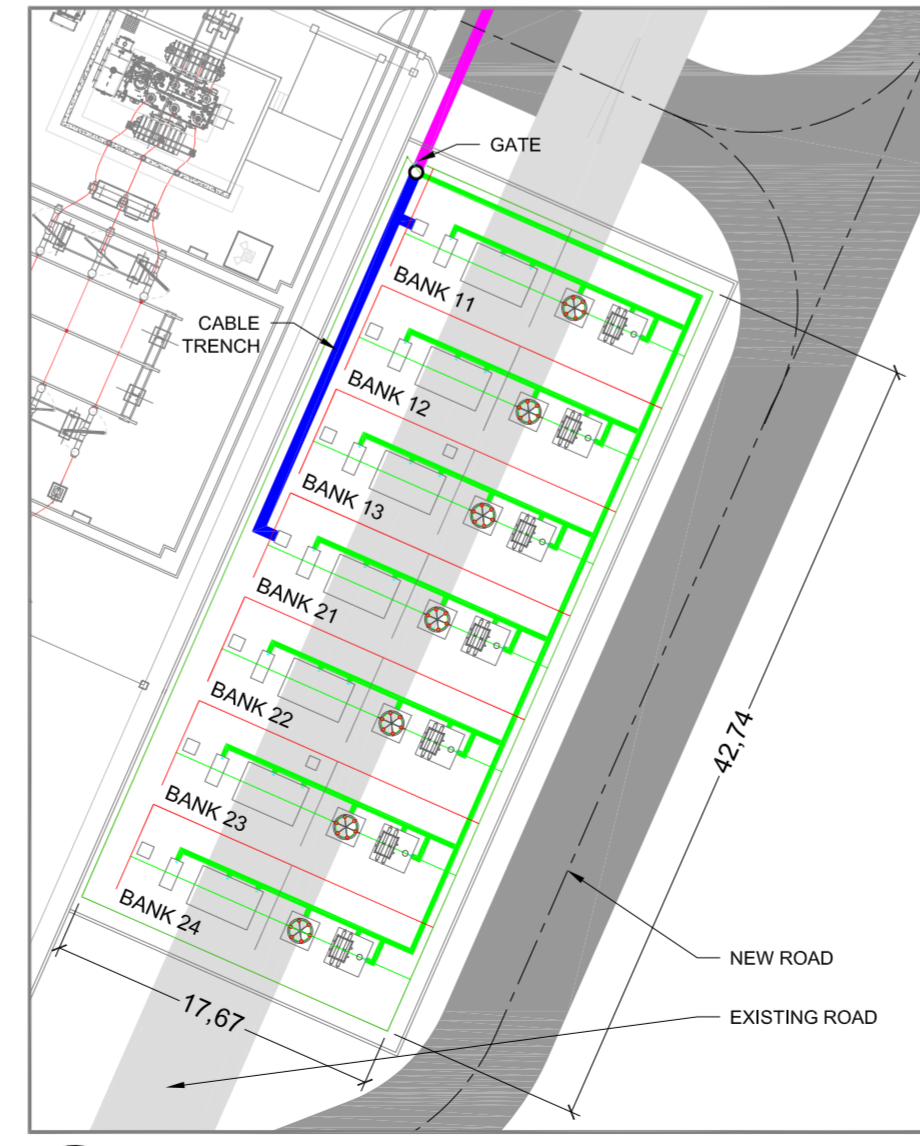 GATE
BANK 11
CABLE
TRENCH
BANK 12
BANK 13
BANK 21
BANK 22
BANK 23
BANK 24
42,74
17,67
NEW ROAD
EXISTING ROAD